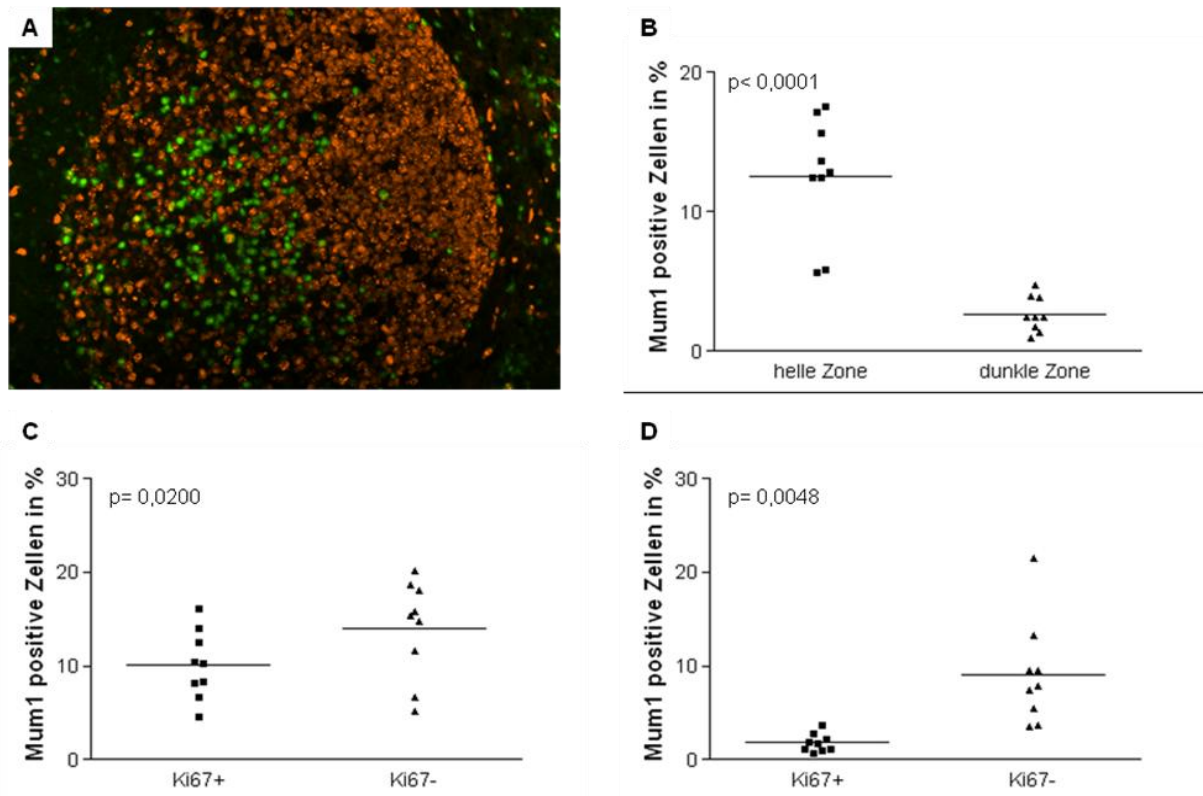 A
B
Mum1 positive Zellen in %
20
10
0
p< 0,0001
helle Zone
dunkle Zone
C
Mum1 positive Zellen in %
30
20
10
0
p= 0,0200
Ki67+
Ki67-
D
Mum1 positive Zellen in %
30
20
10
0
p= 0,0048
Ki67+
Ki67-